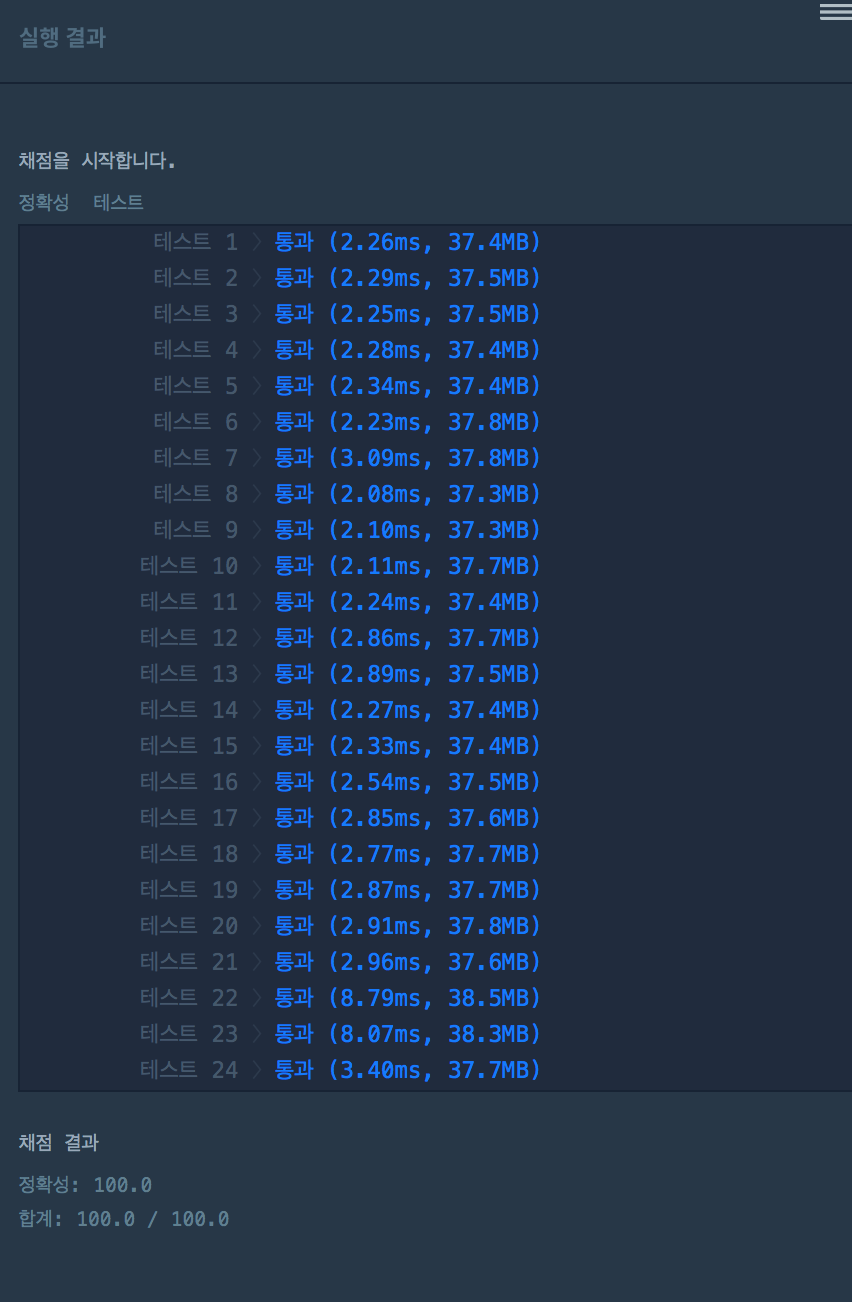 실행 결과
채점을 시작합니다.
정확성 테스트
테스트 1 〉 통과 (2.26ms, 37.4MB)
테스트 2 〉 통과 (2.29ms, 37.5MB)
테스트 3 〉 통과 (2.25ms, 37.5MB)
테스트 4 〉 통과 (2.28ms, 37.4MB)
테스트 5 〉 통과 (2.34ms, 37.4MB)
테스트 6 〉 통과 (2.23ms, 37.8MB)
테스트 7 〉 통과 (3.09ms, 37.8MB)
테스트 8 〉 통과 (2.08ms, 37.3MB)
테스트 9 〉 통과 (2.10ms, 37.3MB)
테스트 10 〉 통과 (2.11ms, 37.7MB)
테스트 11 〉 통과 (2.24ms, 37.4MB)
테스트 12 〉 통과 (2.86ms, 37.7MB)
테스트 13 〉 통과 (2.89ms, 37.5MB)
테스트 14 〉 통과 (2.27ms, 37.4MB)
테스트 15 〉 통과 (2.33ms, 37.4MB)
테스트 16 〉 통과 (2.54ms, 37.5MB)
테스트 17 〉 통과 (2.85ms, 37.6MB)
테스트 18 〉 통과 (2.77ms, 37.7MB)
테스트 19 〉 통과 (2.87ms, 37.7MB)
테스트 20 〉 통과 (2.91ms, 37.8MB)
테스트 21 〉 통과 (2.96ms, 37.6MB)
테스트 22 〉 통과 (8.79ms, 38.5MB)
테스트 23 〉 통과 (8.07ms, 38.3MB)
테스트 24 〉 통과 (3.40ms, 37.7MB)
채점 결과
정확성: 100.0
합계: 100.0 / 100.0